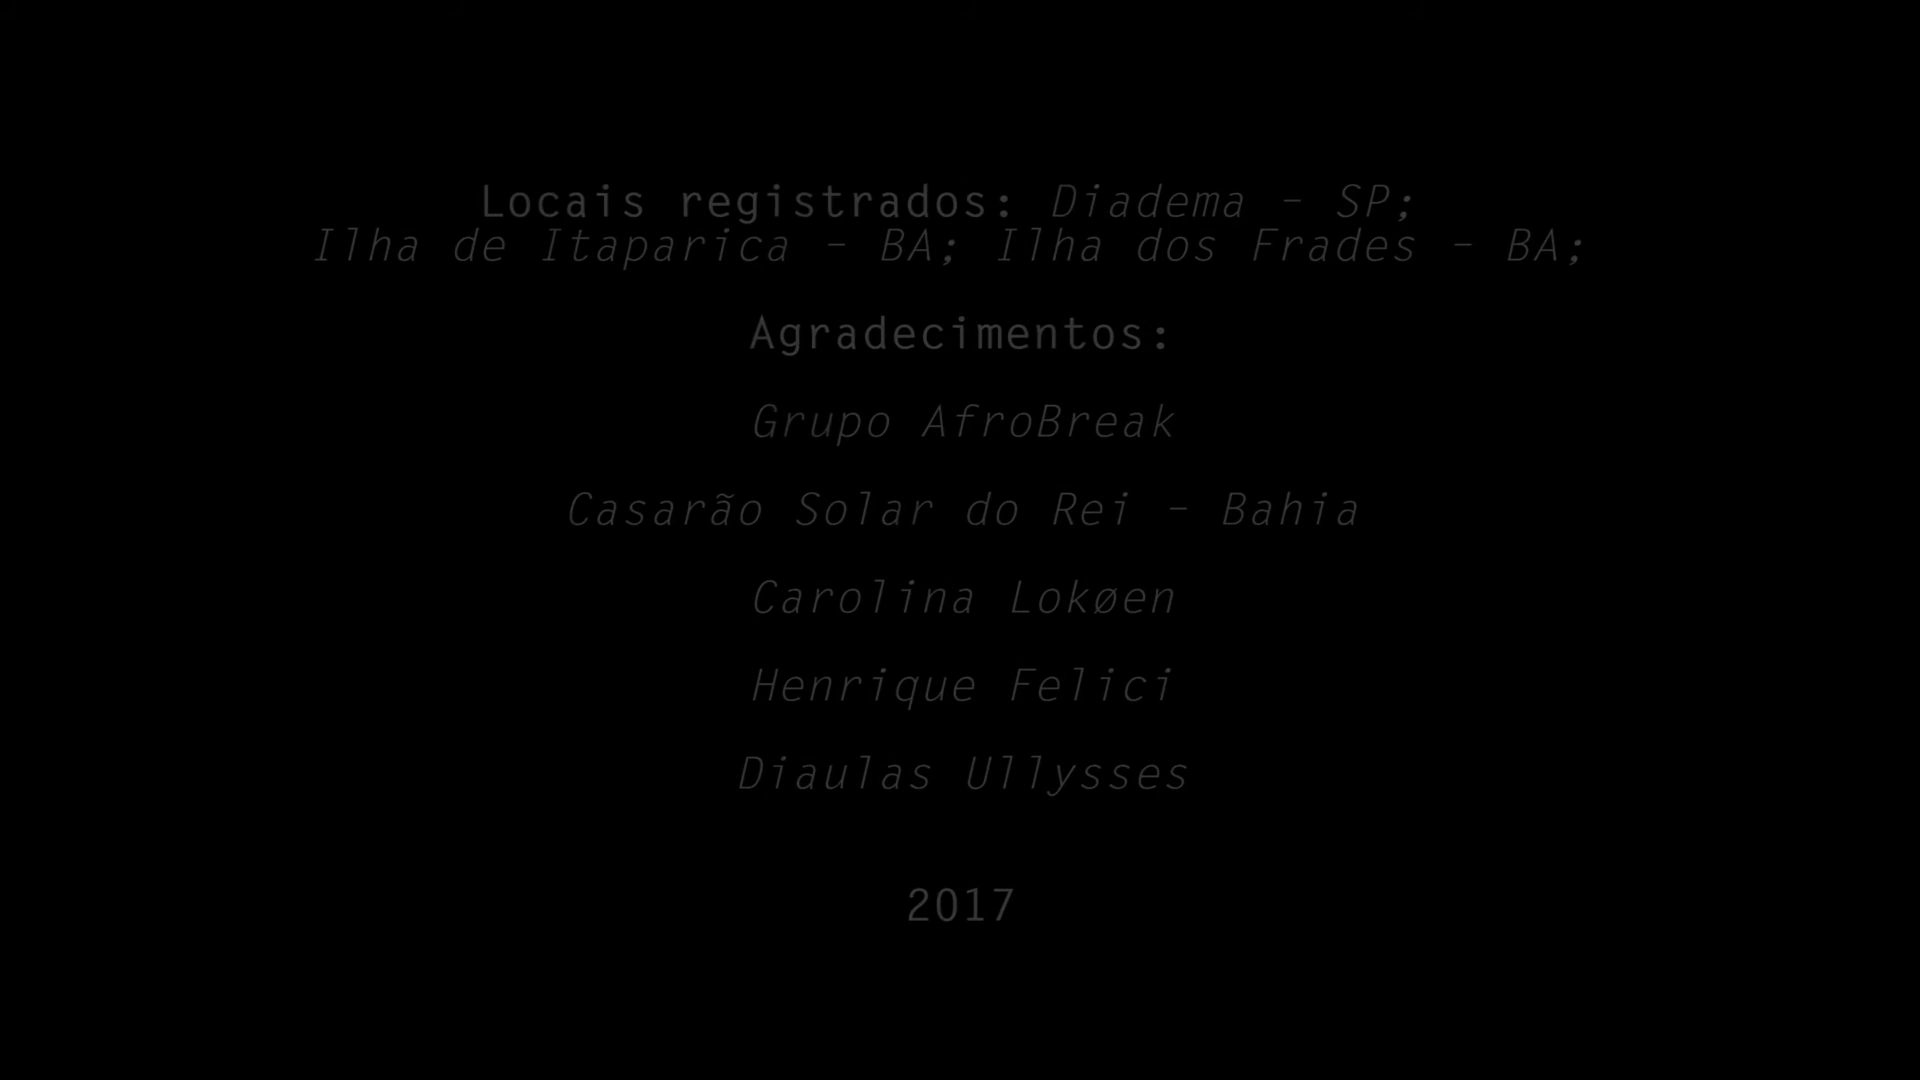 Locais registrados: Diadema - SP;
Ilha de Itaparica - BA; Ilha dos Frades - BA;
Agradecimentos:
Grupo AfroBreak
Casarão Solar do Rei - Bahia
Carolina Lokøen
Henrique Felici
Diaulas Ullysses
2017